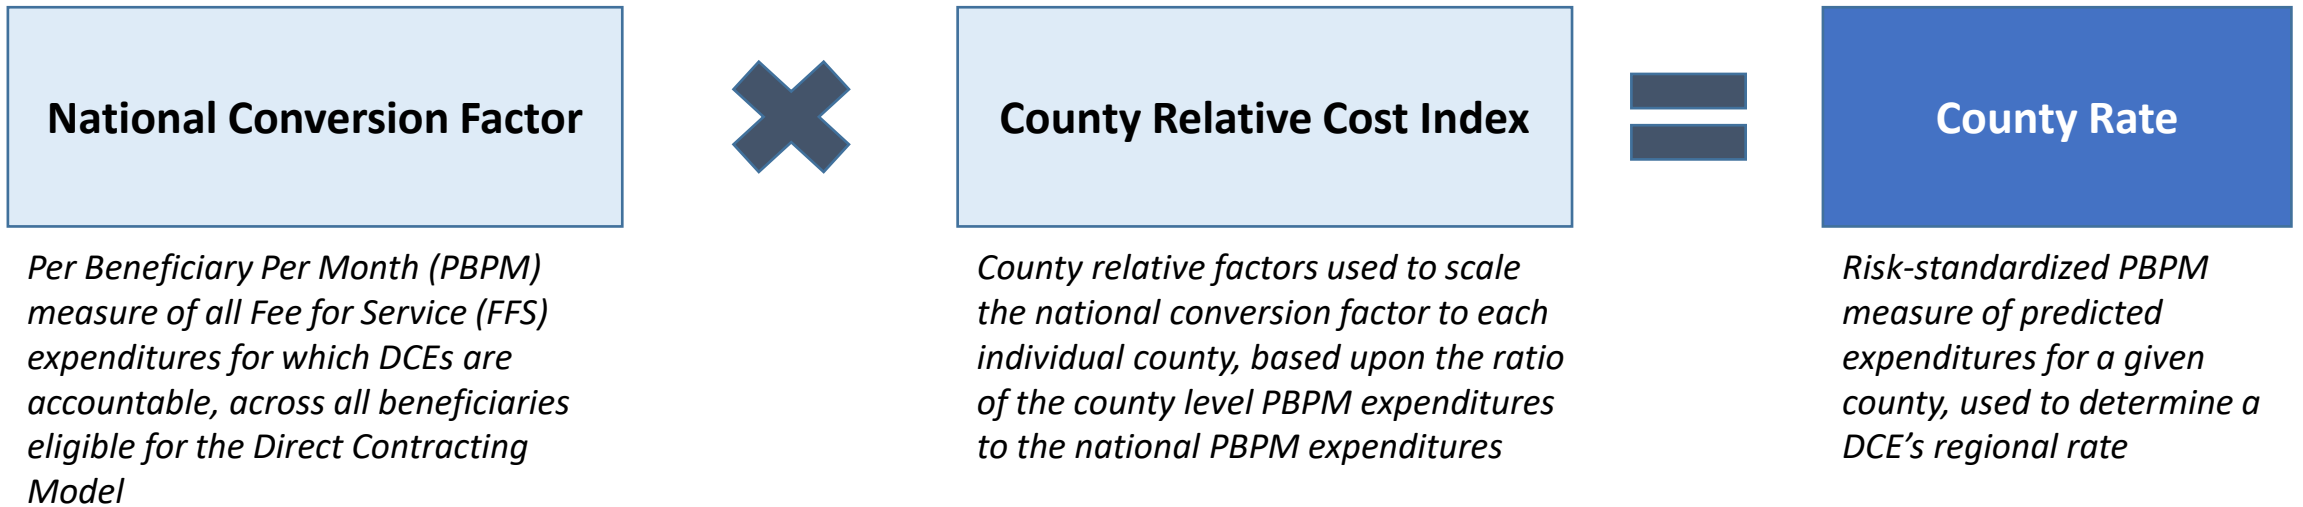 National Conversion Factor
County Relative Cost Index
County Rate
Per Beneficiary Per Month (PBPM)
measure of all Fee for Service (FFS)
expenditures for which DCEs are
accountable, across all beneficiaries
eligible for the Direct Contracting
Model
County relative factors used to scale
the national conversion factor to each
individual county, based upon the ratio
of the county level PBPM expenditures
to the national PBPM expenditures
Risk-standardized PBPM
measure of predicted
expenditures for a given
county, used to determine a
DCE’s regional rate